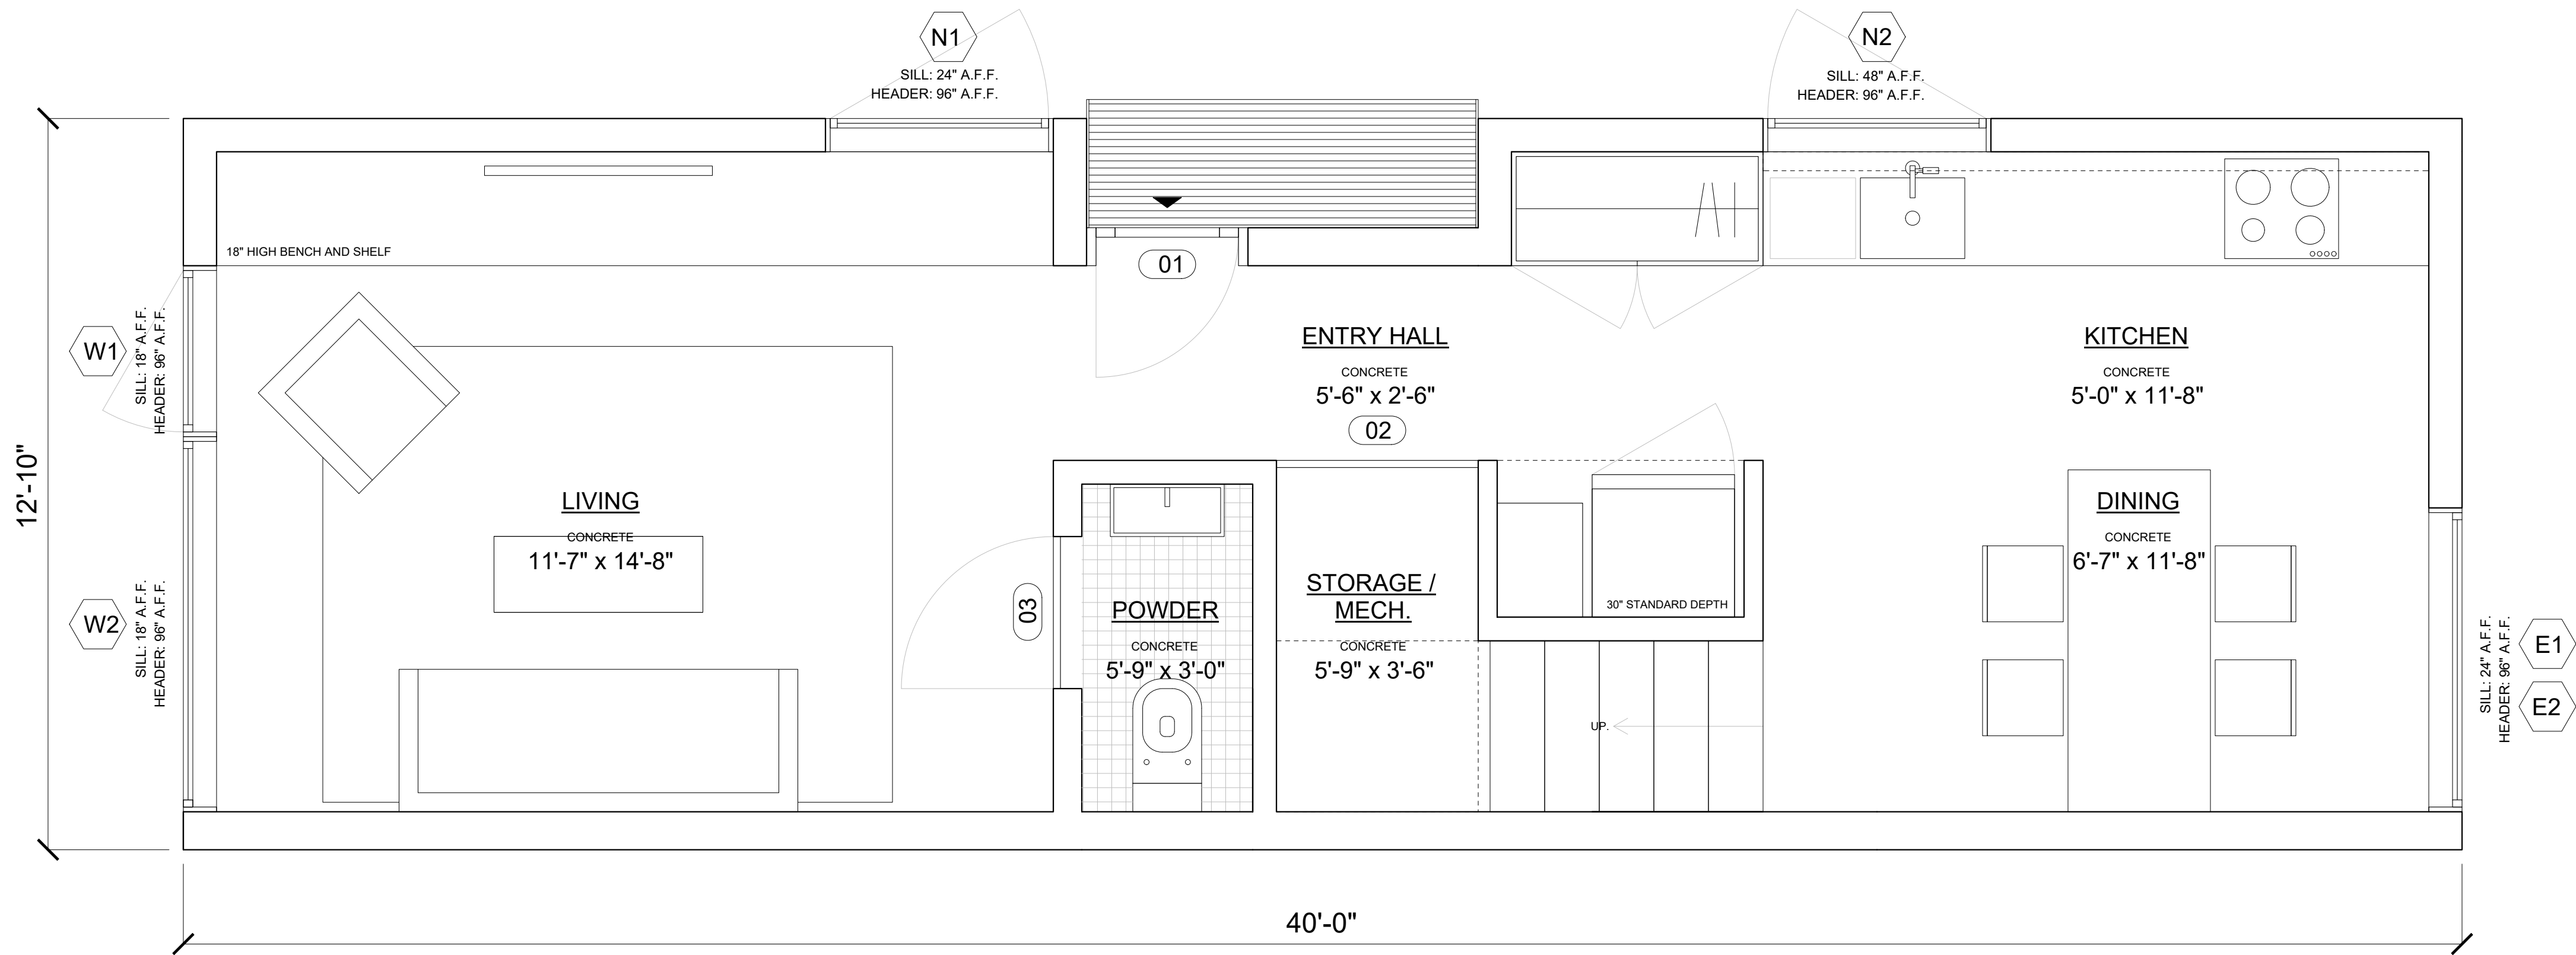 N1
SILL: 24" A.F.F.
HEADER: 96" A.F.F.
N2
SILL: 48" A.F.F.
HEADER: 96" A.F.F.
18" HIGH BENCH AND SHELF
01
W1
SILL: 18" A.F.F.
HEADER: 96" A.F.F.
ENTRY HALL
CONCRETE
5'-6" x 2'-6"
02
KITCHEN
CONCRETE
5'-0" x 11'-8"
12'-10"
LIVING
CONCRETE
11'-7" x 14'-8"
DINING
CONCRETE
6'-7" x 11'-8"
W2
SILL: 18" A.F.F.
HEADER: 96" A.F.F.
03
POWDER
CONCRETE
5'-9" x 3'-0"
STORAGE /
MECH.
CONCRETE
5'-9" x 3'-6"
30" STANDARD DEPTH
UP.
SILL: 24" A.F.F.
HEADER: 96" A.F.F.
E1
E2
40'-0"